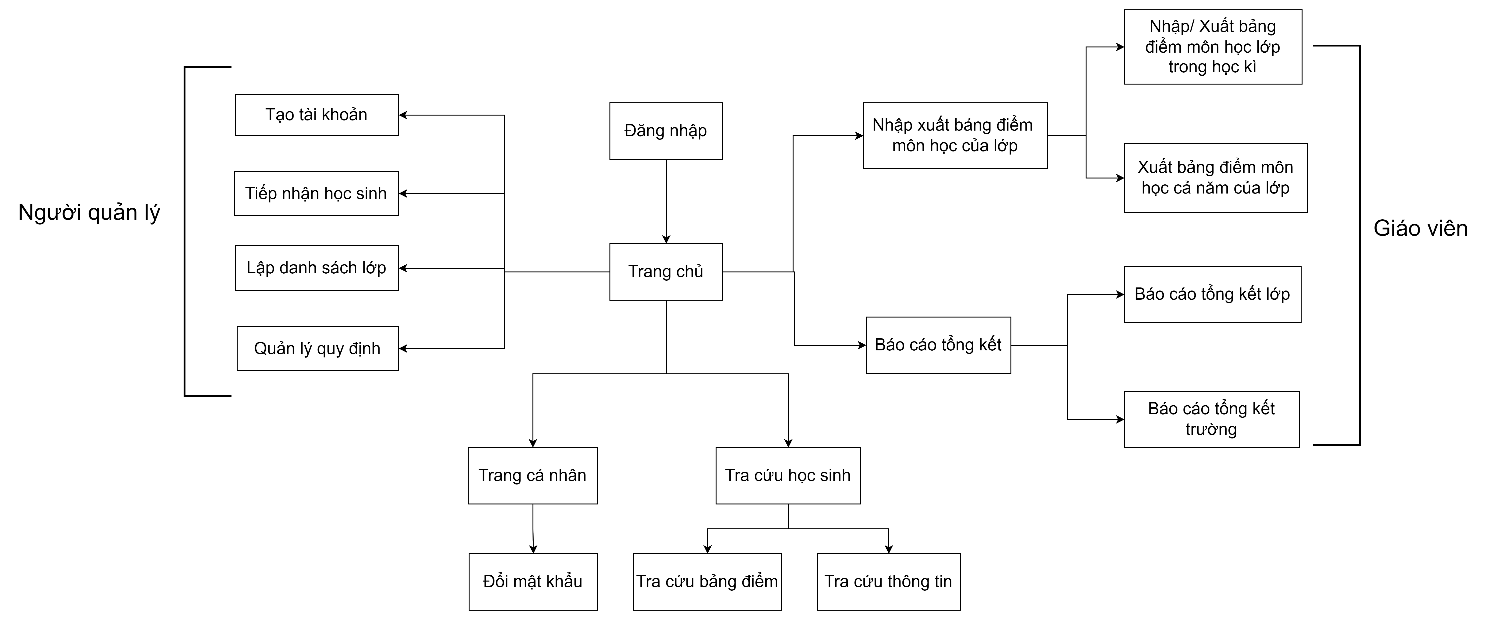 Người quản lý
Tạo tài khoản
Tiếp nhận học sinh
Lập danh sách lớp
Quản lý quy định
Đăng nhập
Trang chủ
Trang cá nhân
Đổi mật khẩu
Tra cứu học sinh
Tra cứu bảng điểm
Tra cứu thông tin
Nhập xuất báng điểm
môn học của lớp
Báo cáo tổng kết
Nhập/ Xuất bảng
điểm môn học lớp
trong học kì
Xuất bảng điểm môn
học cả năm của lớp
Báo cáo tổng kết lớp
Báo cáo tổng kết
trường
Giáo viên